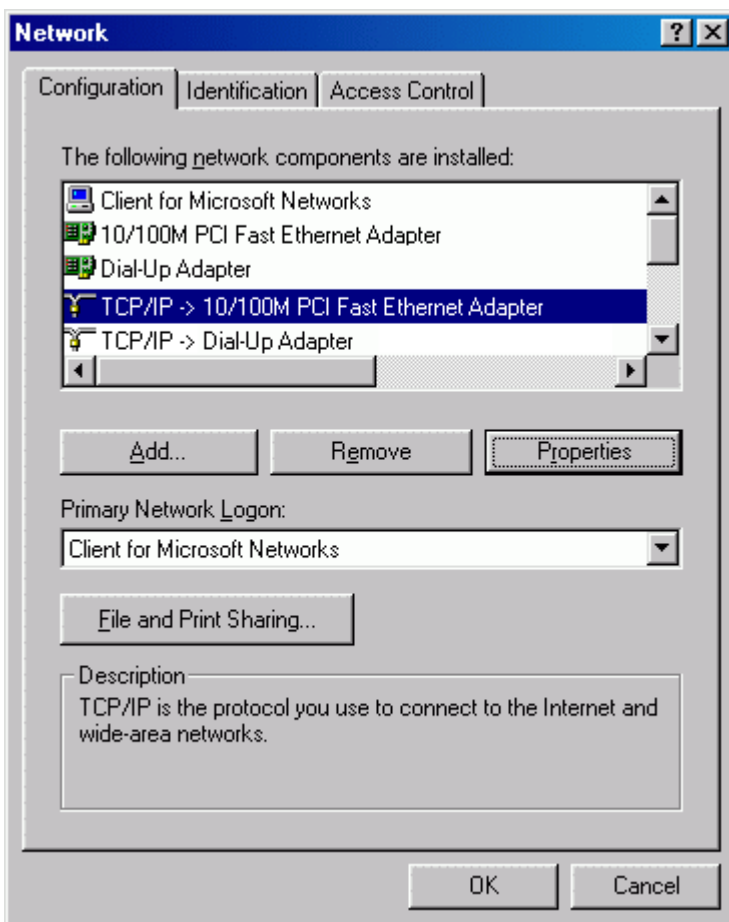 Network
Configuration
Identification
Access Control
The following network components are installed:
Client for Microsoft Networks
10/100M PCI Fast Ethernet Adapter
Dial-Up Adapter
TCP/IP -> 10/100M PCI Fast Ethernet Adapter
TCP/IP -> Dial-Up Adapter
Add...
Remove
Properties
Primary Network Logon:
Client for Microsoft Networks
File and Print Sharing...
Description
TCP/IP is the protocol you use to connect to the Internet and
wide-area networks.
OK
Cancel